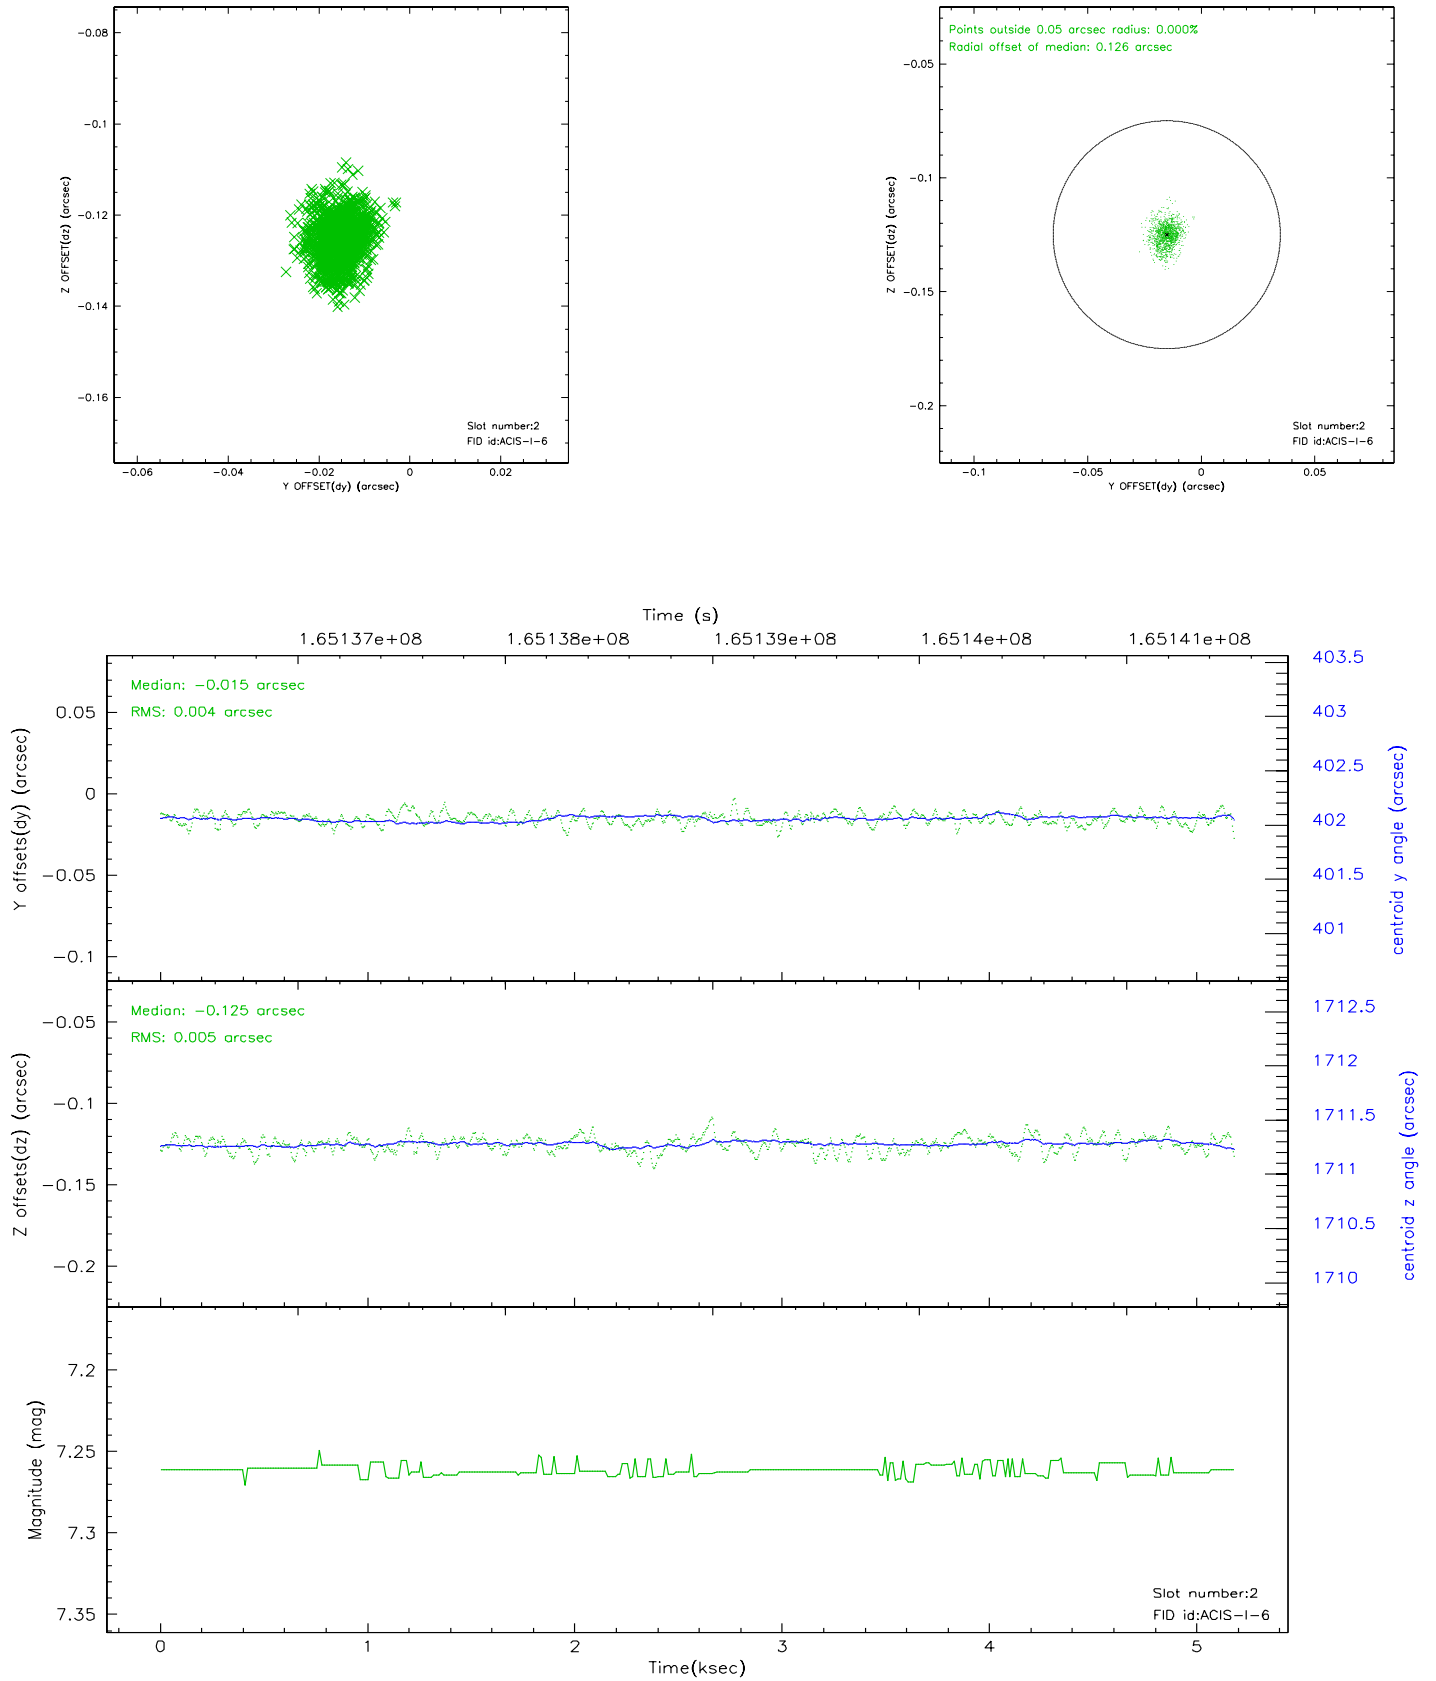 −0.08
−0.1
−0.12
−0.14
−0.16
Z OFFSET(dz) (arcsec)
Slot number:2
FID id:ACIS−I−6
−0.06 −0.04 −0.02 0 0.02
Y OFFSET(dy) (arcsec)
Points outside 0.05 arcsec radius: 0.000%
Radial offset of median: 0.126 arcsec
−0.05
−0.1
−0.15
−0.2
Z OFFSET(dz) (arcsec)
Slot number:2
FID id:ACIS−I−6
−0.1 −0.05 0 0.05
Y OFFSET(dy) (arcsec)
Time (s)
1.65137e+08 1.65138e+08 1.65139e+08 1.6514e+08 1.65141e+08
Median: −0.015 arcsec
RMS: 0.004 arcsec
0.05
0
−0.05
−0.1
Y offsets(dy) (arcsec)
403.5
403
402.5
402
401.5
401
centroid y angle (arcsec)
Median: −0.125 arcsec
RMS: 0.005 arcsec
−0.05
−0.1
−0.15
−0.2
Z offsets(dz) (arcsec)
1712.5
1712
1711.5
1711
1710.5
1710
centroid z angle (arcsec)
7.2
7.25
7.3
7.35
Magnitude (mag)
Slot number:2
FID id:ACIS−I−6
0 1 2 3 4 5
Time(ksec)